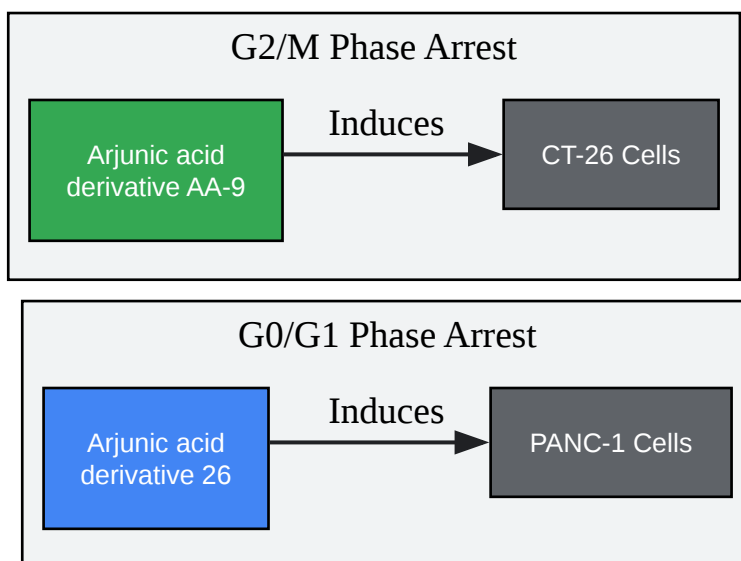 G2/M Phase Arrest
Arjunic acid
derivative AA-9
Induces
CT-26 Cells
G0/G1 Phase Arrest
Arjunic acid
derivative 26
Induces
PANC-1 Cells